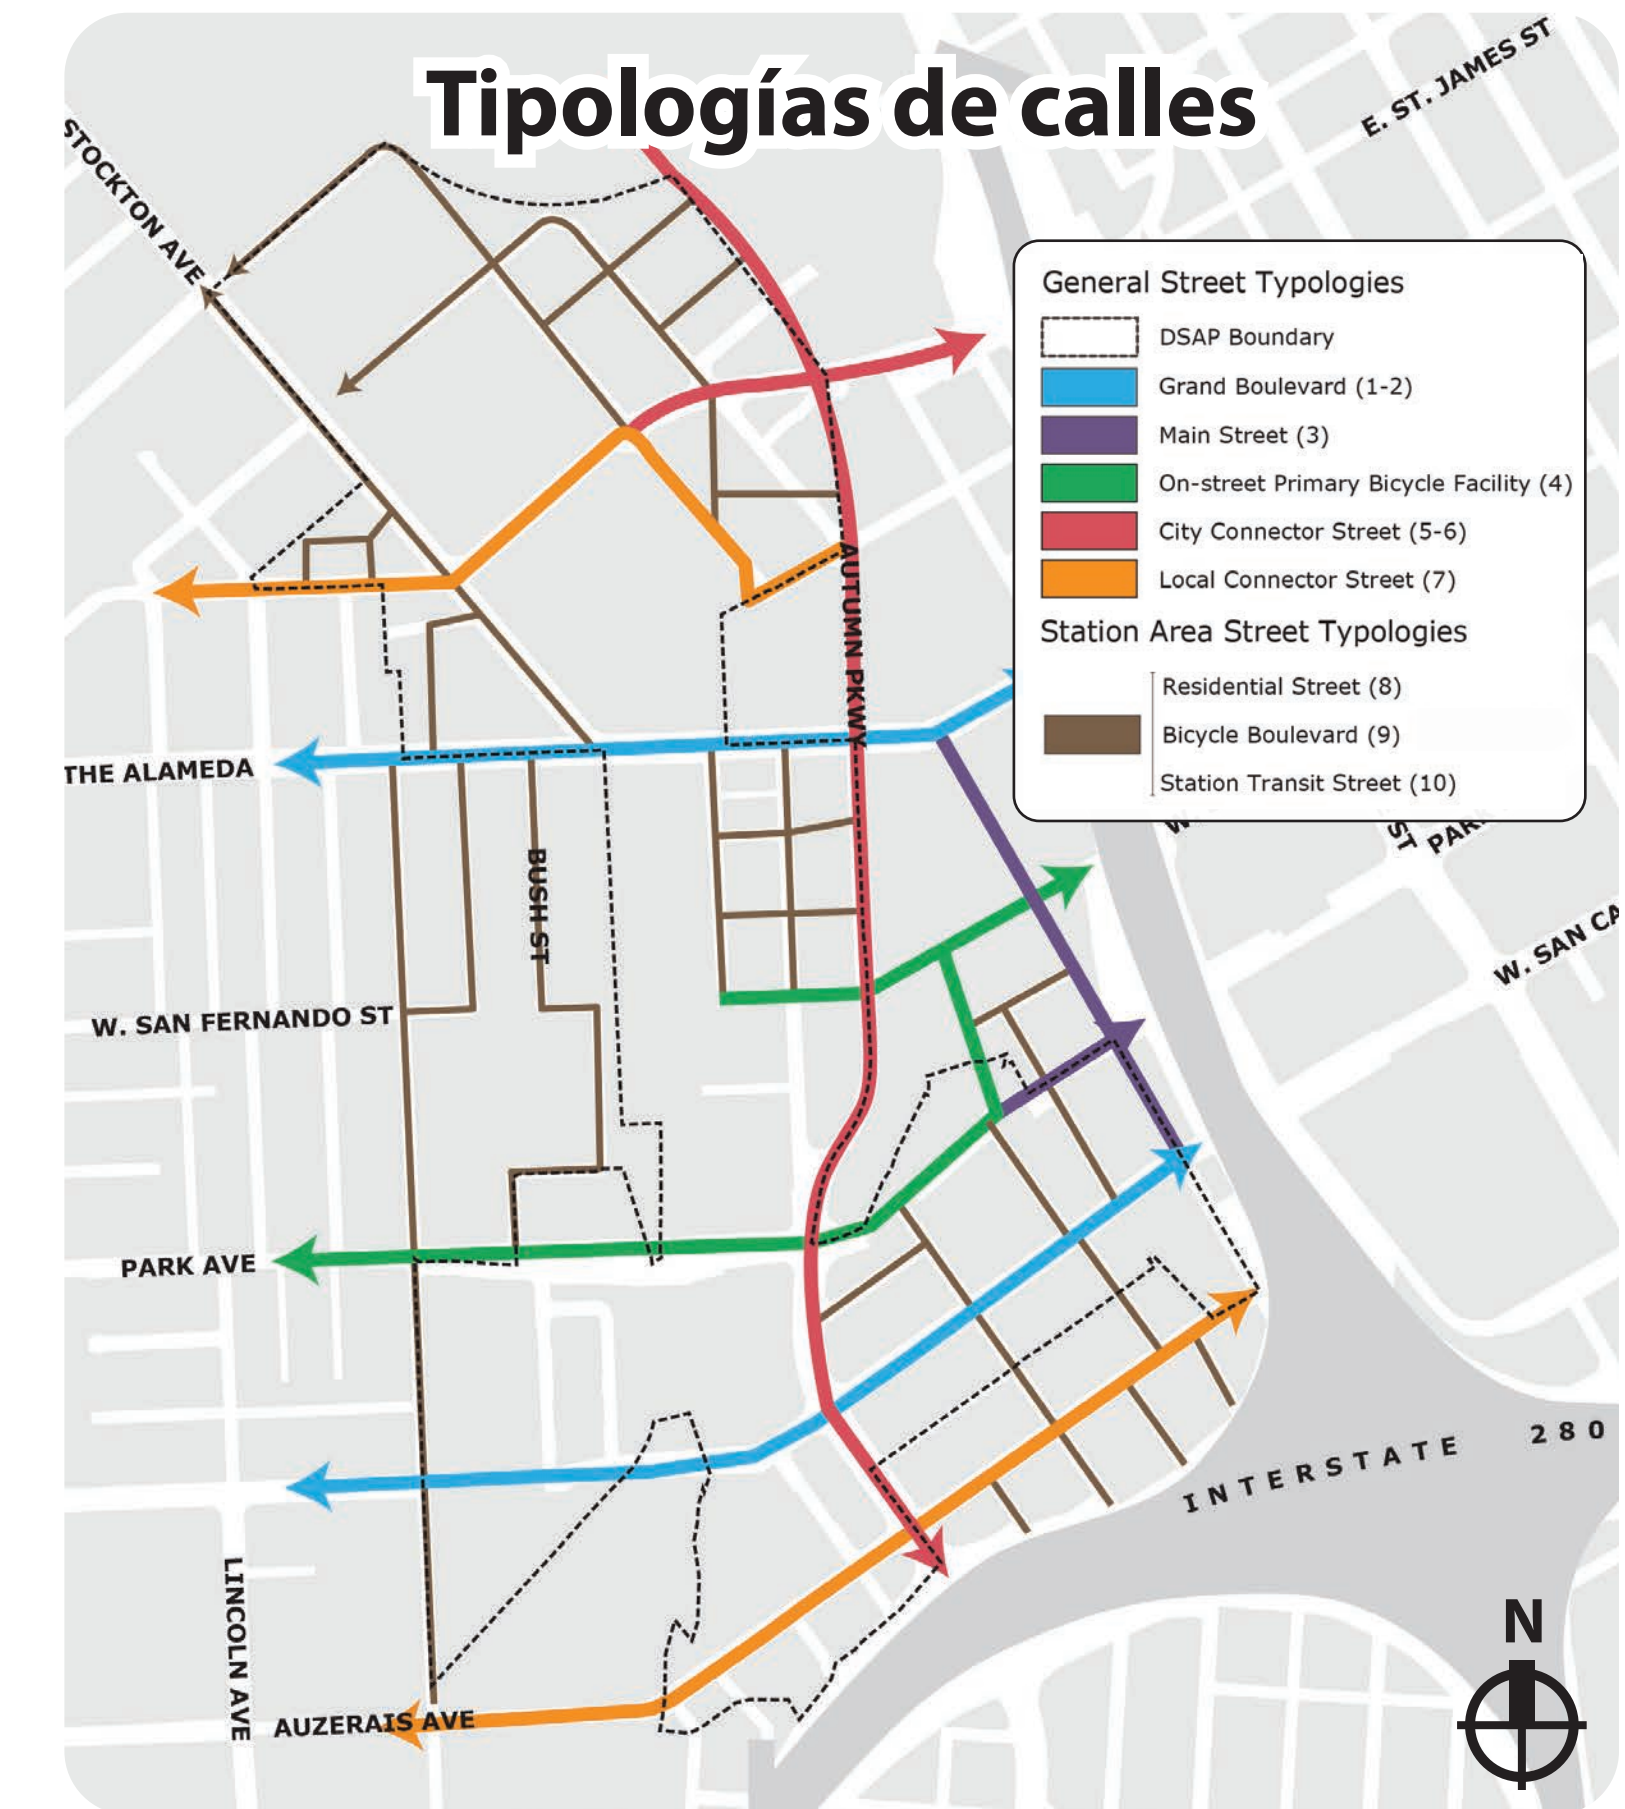 Tipologías de calles
E. ST. JAMES ST
STOCKTON AVE
General Street Typologies
DSAP Boundary
Grand Boulevard (1-2)
Main Street (3)
On-street Primary Bicycle Facility (4)
City Connector Street (5-6)
Local Connector Street (7)
Station Area Street Typologies
Residential Street (8)
Bicycle Boulevard (9)
Station Transit Street (10)
AUTUMN PKWY
THE ALAMEDA
ST
BUSH ST
W. SAN CA
W. SAN FERNANDO ST
PARK AVE
INTERSTATE 280
LINCOLN AVE
AUZERAIS AVE
N